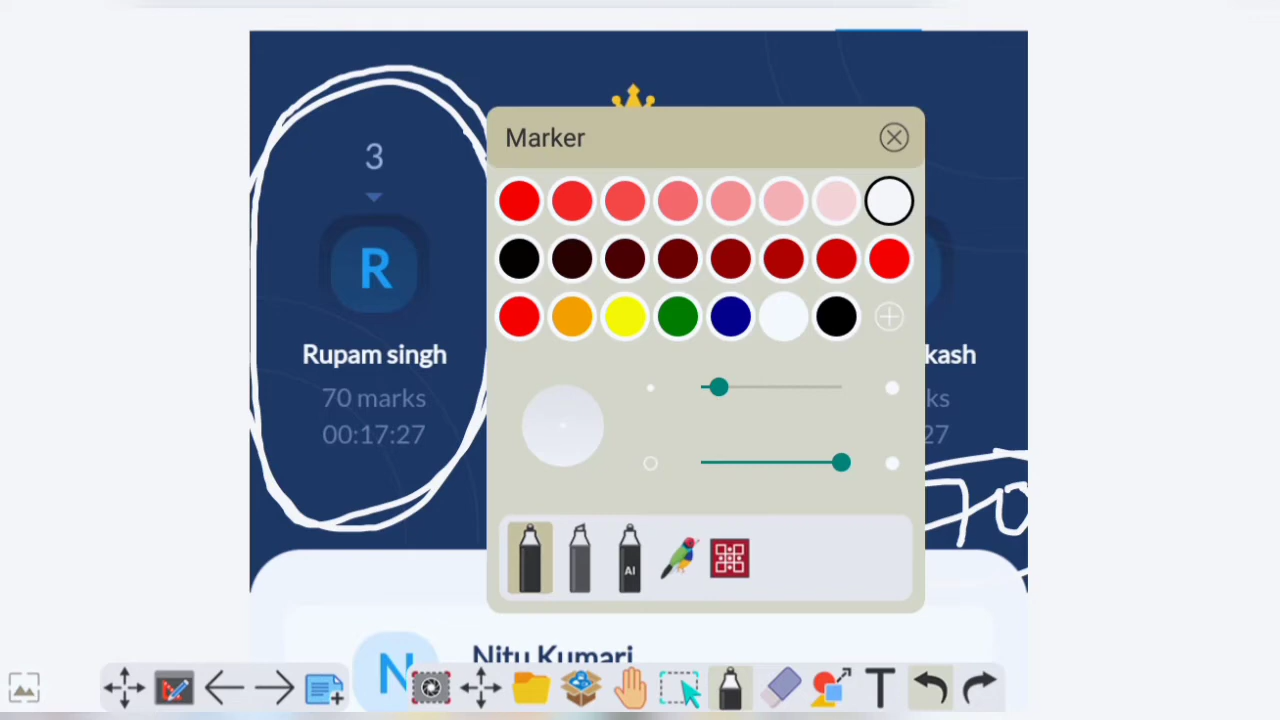 Marker
3
R
Rupam singh
kash
70 marks
ks
00:17:27
27
70
AI
N
Nitu Kumari
T